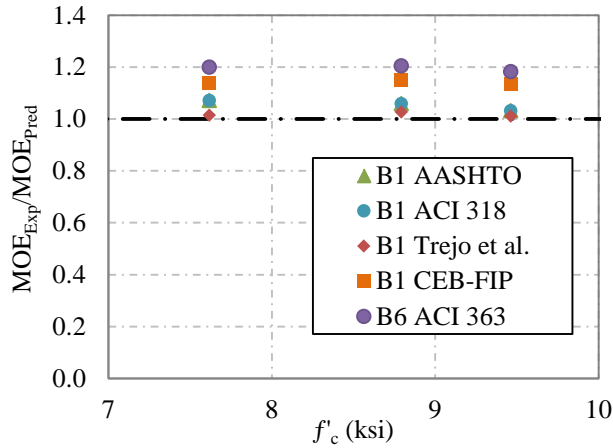 1.4
1.2
1.0
0.8
0.6
0.4
0.2
0.0
MOE_Exp/MOE_Pred
B1 AASHTO
B1 ACI 318
B1 Trejo et al.
B1 CEB-FIP
B6 ACI 363
7 8 9 10
f'c (ksi)